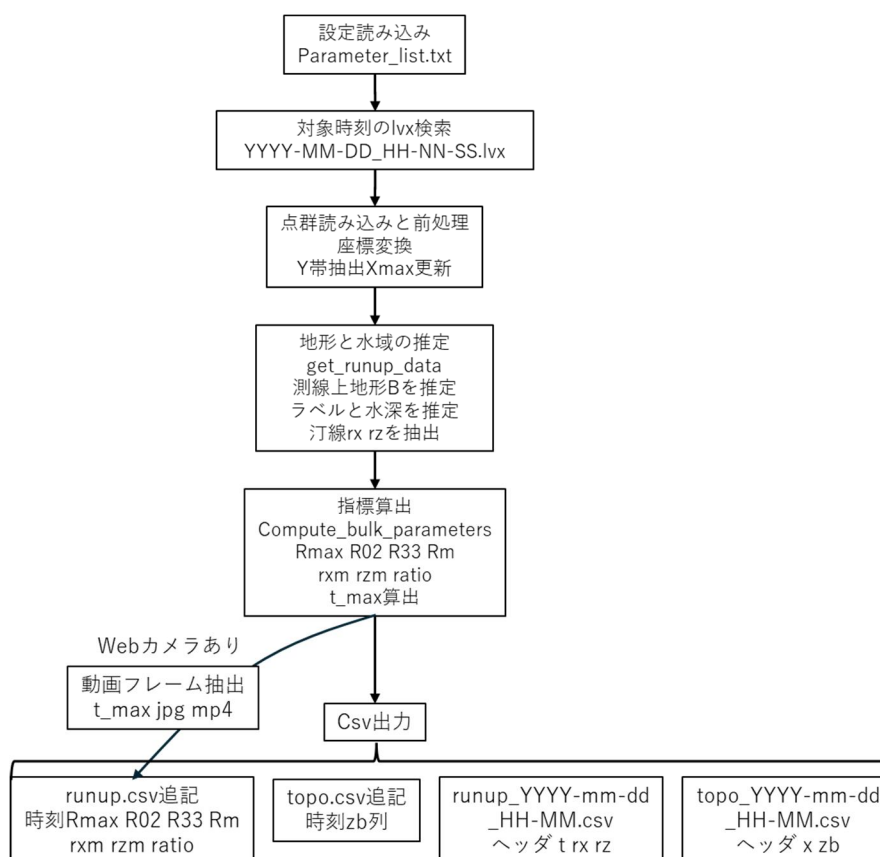 設定読み込み
Parameter_list.txt
対象時刻のlvx検索
YYYY-MM-DD_HH-NN-SS.lvx
点群読み込みと前処理
座標変換
Y帯抽出Xmax更新
地形と水域の推定
get_runup_data
測線上地形Bを推定
ラベルと水深を推定
汀線rx rzを抽出
指標算出
Compute_bulk_parameters
Rmax R02 R33 Rm
rxm rzm ratio
t_max算出
Webカメラあり
動画フレーム抽出
t_max jpg mp4
Csv出力
runup.csv追記
時刻Rmax R02 R33 Rm
rxm rzm ratio
topo.csv追記
時刻zb列
runup_YYYY-mm-dd
_HH-MM.csv
ヘッダ t rx rz
topo_YYYY-mm-dd
_HH-MM.csv
ヘッダ x zb